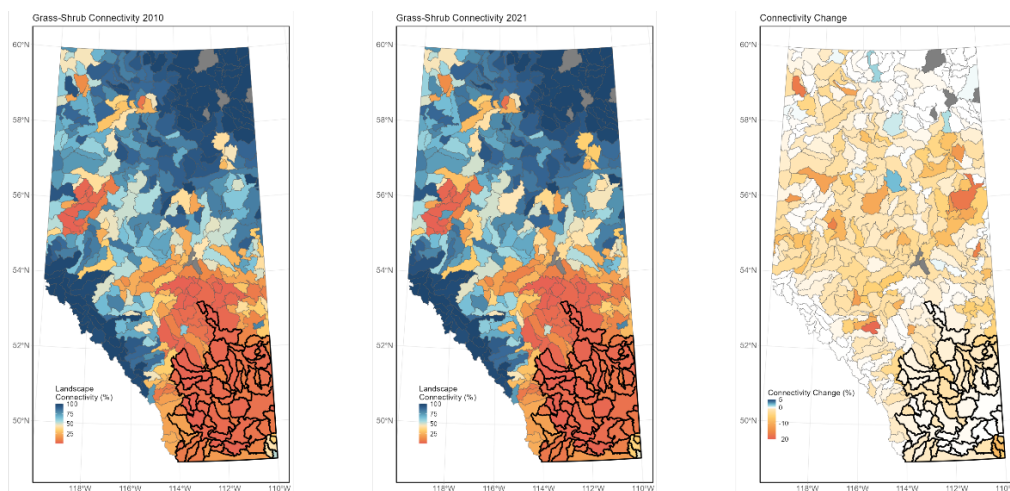 Grass-Shrub Connectivity 2010
60°N
58°N
56°N
54°N
52°N
50°N
Landscape
Connectivity (%)
100
75
50
25
118°W
116°W
114°W
112°W
110°W
Grass-Shrub Connectivity 2021
60°N
58°N
56°N
54°N
52°N
50°N
Landscape
Connectivity (%)
100
75
50
25
118°W
116°W
114°W
112°W
110°W
Connectivity Change
60°N
58°N
56°N
54°N
52°N
50°N
Connectivity Change (%)
5
0
-10
20
118°W
116°W
114°W
112°W
110°W